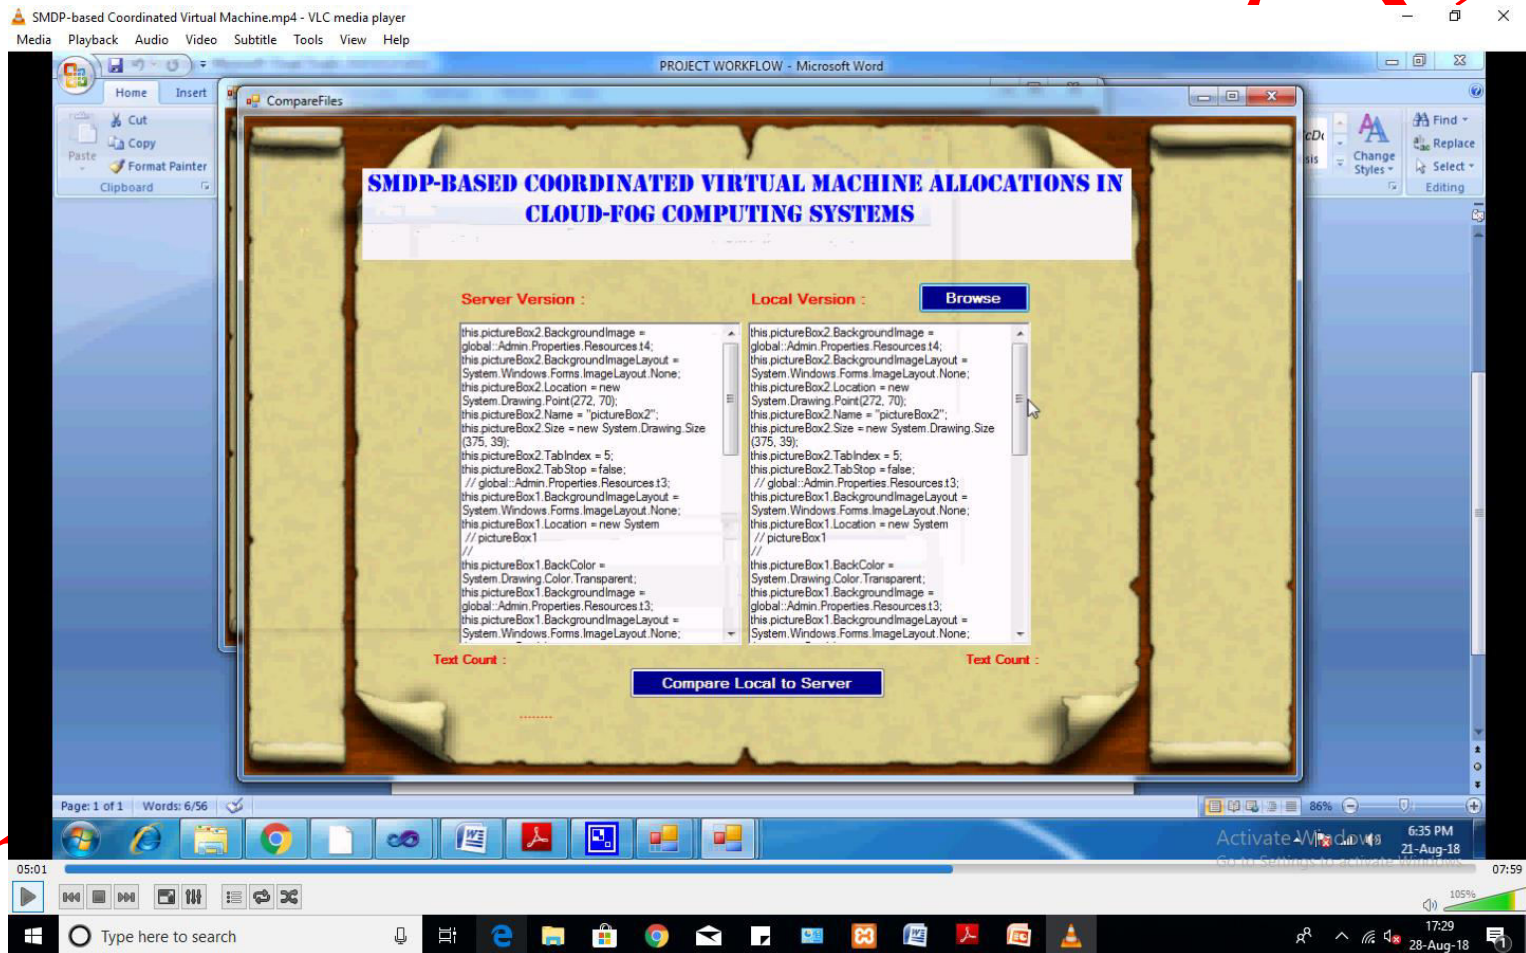 SMDP-based Coordinated Virtual Machine.mp4 - VLC media player
Media Playback Audio Video Subtitle Tools View Help
PROJECT WORKFLOW - Microsoft Word
Home Insert
CompareFiles
Cut
Copy
Format Painter
Paste
Clipboard
Change
Styles
Find
Replace
Select
Editing
SMDP-BASED COORDINATED VIRTUAL MACHINE ALLOCATIONS IN
CLOUD-FOG COMPUTING SYSTEMS
Server Version :
this.pictureBox2.BackgroundImage =
global::Admin.Properties.Resources.t4;
this.pictureBox2.BackgroundImageLayout =
System.Windows.Forms.ImageLayout.None;
this.pictureBox2.Location = new
System.Drawing.Point(272, 70);
this.pictureBox2.Name = "pictureBox2";
this.pictureBox2.Size = new System.Drawing.Size
(375, 39);
this.pictureBox2.TabIndex = 5;
this.pictureBox2.TabStop = false;
// global::Admin.Properties.Resources.t3;
this.pictureBox1.BackgroundImageLayout =
System.Windows.Forms.ImageLayout.None;
this.pictureBox1.Location = new System
// pictureBox1
//
this.pictureBox1.BackColor =
System.Drawing.Color.Transparent;
this.pictureBox1.BackgroundImage =
global::Admin.Properties.Resources.t3;
this.pictureBox1.BackgroundImageLayout =
System.Windows.Forms.ImageLayout.None;
Local Version : Browse
this.pictureBox2.BackgroundImage =
global::Admin.Properties.Resources.t4;
this.pictureBox2.BackgroundImageLayout =
System.Windows.Forms.ImageLayout.None;
this.pictureBox2.Location = new
System.Drawing.Point(272, 70);
this.pictureBox2.Name = "pictureBox2";
this.pictureBox2.Size = new System.Drawing.Size
(375, 39);
this.pictureBox2.TabIndex = 5;
this.pictureBox2.TabStop = false;
// global::Admin.Properties.Resources.t3;
this.pictureBox1.BackgroundImageLayout =
System.Windows.Forms.ImageLayout.None;
this.pictureBox1.Location = new System
// pictureBox1
//
this.pictureBox1.BackColor =
System.Drawing.Color.Transparent;
this.pictureBox1.BackgroundImage =
global::Admin.Properties.Resources.t3;
this.pictureBox1.BackgroundImageLayout =
System.Windows.Forms.ImageLayout.None;
Text Count : Text Count :
Compare Local to Server
--------
Page: 1 of 1 Words: 6/56 86%
Activate Windows
Go to Settings to activate Windows.
6:35 PM
21-Aug-18
05:01 07:59
105%
Type here to search
17:29
28-Aug-18